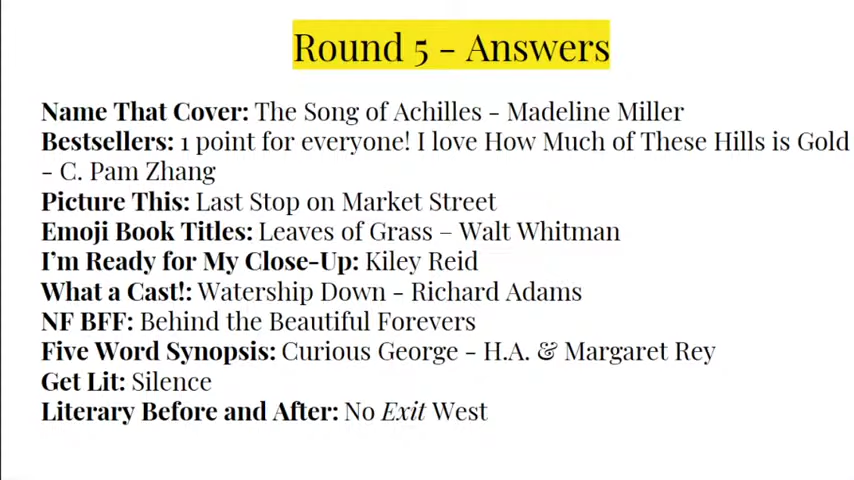 Round 5 - Answers
Name That Cover: The Song of Achilles - Madeline Miller
Bestsellers: 1 point for everyone! I love How Much of These Hills is Gold
- C. Pam Zhang
Picture This: Last Stop on Market Street
Emoji Book Titles: Leaves of Grass – Walt Whitman
I’m Ready for My Close-Up: Kiley Reid
What a Cast!: Watership Down - Richard Adams
NF BFF: Behind the Beautiful Forevers
Five Word Synopsis: Curious George - H.A. & Margaret Rey
Get Lit: Silence
Literary Before and After: No Exit West